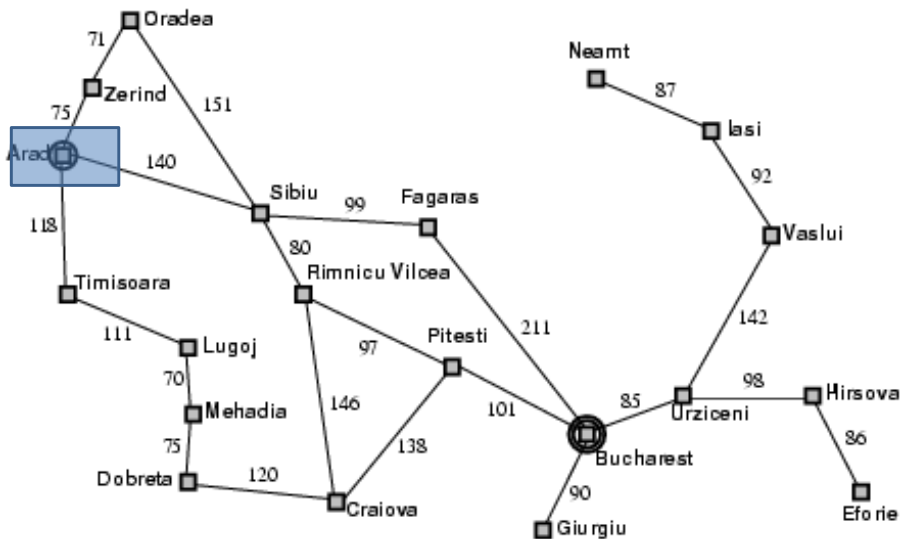 Oradea
71
Neamt
Zerind
87
75
151
Iasi
Arad
140
92
Sibiu
Fagaras
99
118
Vaslui
80
Timisoara
Rimnicu Vilcea
142
111
211
Lugoj
Pitesti
97
70
98
Hirsova
146
85
Mehadia
101
Urziceni
75
138
86
Bucharest
Dobreta
120
90
Craiova
Eforie
Giurgiu